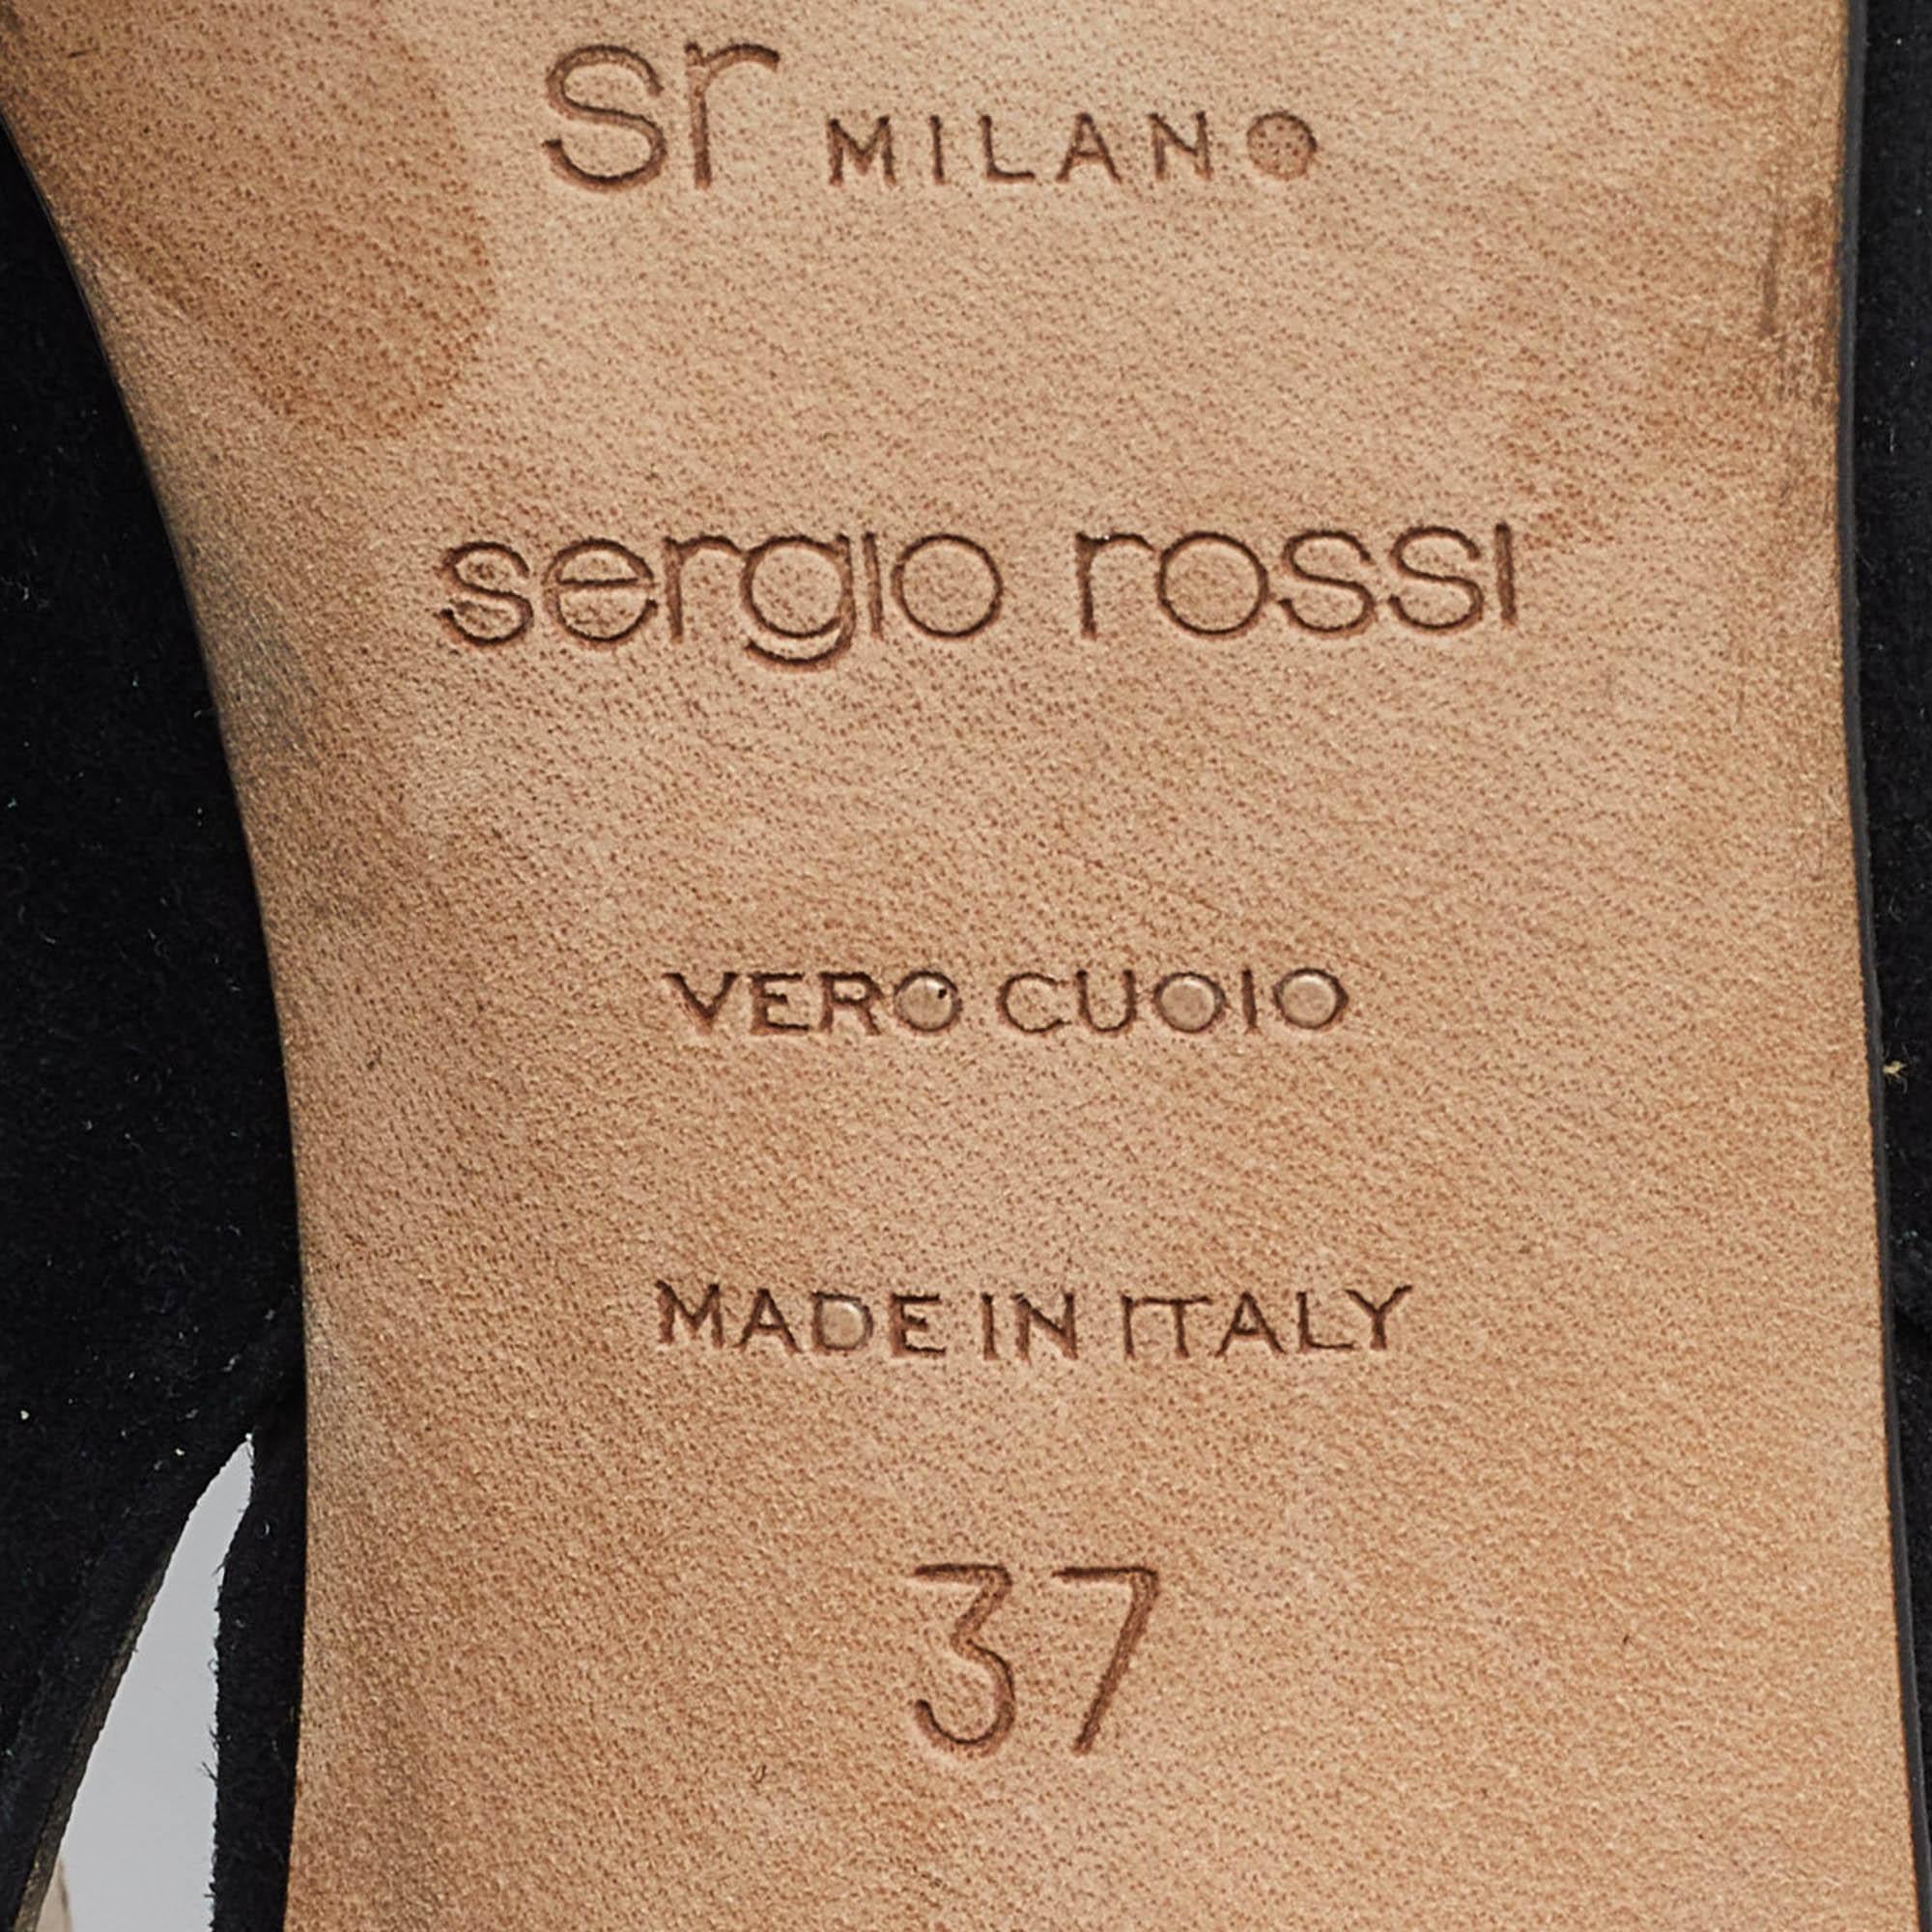 sr MILANO
sergio rossi
VERO CUOIO
MADE IN ITALY
37